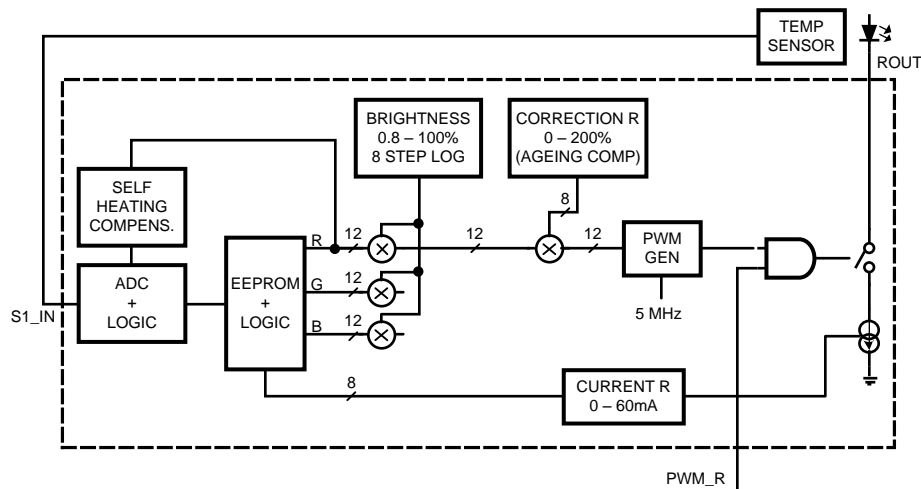 TEMP
SENSOR
ROUT
BRIGHTNESS
0.8 – 100%
8 STEP LOG
CORRECTION R
0 – 200%
(AGEING COMP)
SELF
HEATING
COMPENS.
8
R
12
12
12
PWM
GEN
ADC
+
LOGIC
EEPROM
+
LOGIC
G
12
S1_IN
5 MHz
B
12
8
CURRENT R
0 – 60mA
PWM_R